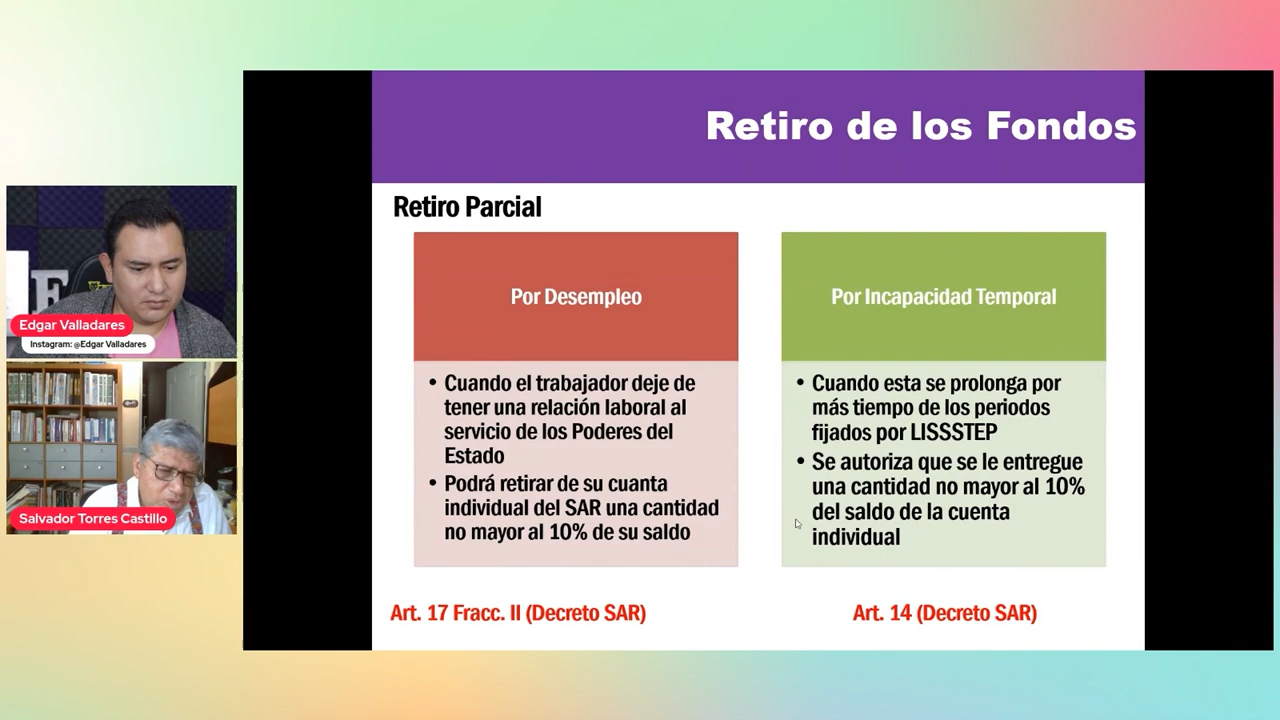 Retiro de los Fondos
Retiro Parcial
Por Desempleo
• Cuando el trabajador deje de
tener una relación laboral al
servicio de los Poderes del
Estado
• Podrá retirar de su cuanta
individual del SAR una cantidad
no mayor al 10% de su saldo
Art. 17 Fracc. II (Decreto SAR)
Por Incapacidad Temporal
• Cuando esta se prolonga por
más tiempo de los periodos
fijados por LISSSTEP
• Se autoriza que se le entregue
una cantidad no mayor al 10%
del saldo de la cuenta
individual
Art. 14 (Decreto SAR)
Edgar Valladares
Instagram: @Edgar Valladares
Salvador Torres Castillo